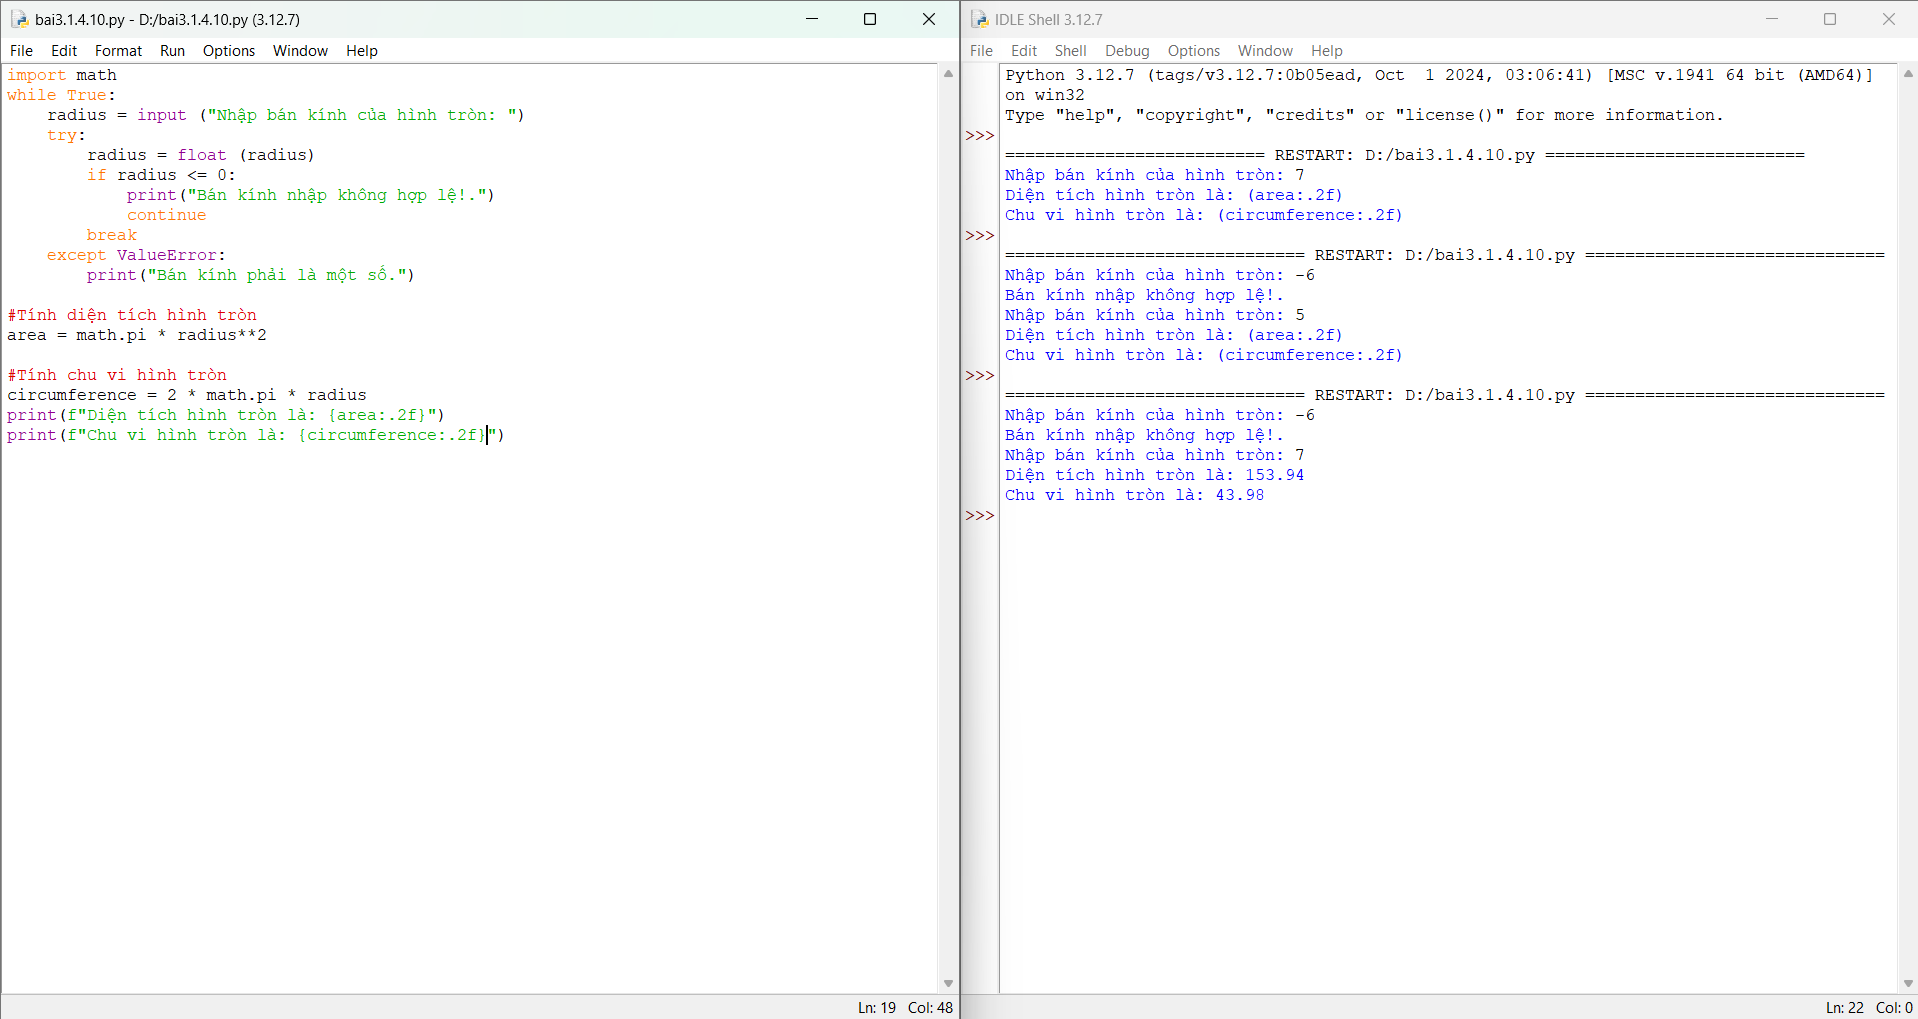 bai3.1.4.10.py - D:/bai3.1.4.10.py (3.12.7)
File Edit Format Run Options Window Help
import math
while True:
    radius = input ("Nhập bán kính của hình tròn: ")
    try:
        radius = float (radius)
        if radius <= 0:
            print("Bán kính nhập không hợp lệ!.")
            continue
        break
    except ValueError:
        print("Bán kính phải là một số.")
#Tính diện tích hình tròn
area = math.pi * radius**2
#Tính chu vi hình tròn
circumference = 2 * math.pi * radius
print(f"Diện tích hình tròn là: {area:.2f}")
print(f"Chu vi hình tròn là: {circumference:.2f}")
Ln: 19 Col: 48
IDLE Shell 3.12.7
File Edit Shell Debug Options Window Help
Python 3.12.7 (tags/v3.12.7:0b05ead, Oct  1 2024, 03:06:41) [MSC v.1941 64 bit (AMD64)]
on win32
Type "help", "copyright", "credits" or "license()" for more information.
>>>
========================== RESTART: D:/bai3.1.4.10.py ==========================
Nhập bán kính của hình tròn: 7
Diện tích hình tròn là: (area:.2f)
Chu vi hình tròn là: (circumference:.2f)
>>>
============================== RESTART: D:/bai3.1.4.10.py ==============================
Nhập bán kính của hình tròn: -6
Bán kính nhập không hợp lệ!.
Nhập bán kính của hình tròn: 5
Diện tích hình tròn là: (area:.2f)
Chu vi hình tròn là: (circumference:.2f)
>>>
============================== RESTART: D:/bai3.1.4.10.py ==============================
Nhập bán kính của hình tròn: -6
Bán kính nhập không hợp lệ!.
Nhập bán kính của hình tròn: 7
Diện tích hình tròn là: 153.94
Chu vi hình tròn là: 43.98
>>>
Ln: 22 Col: 0